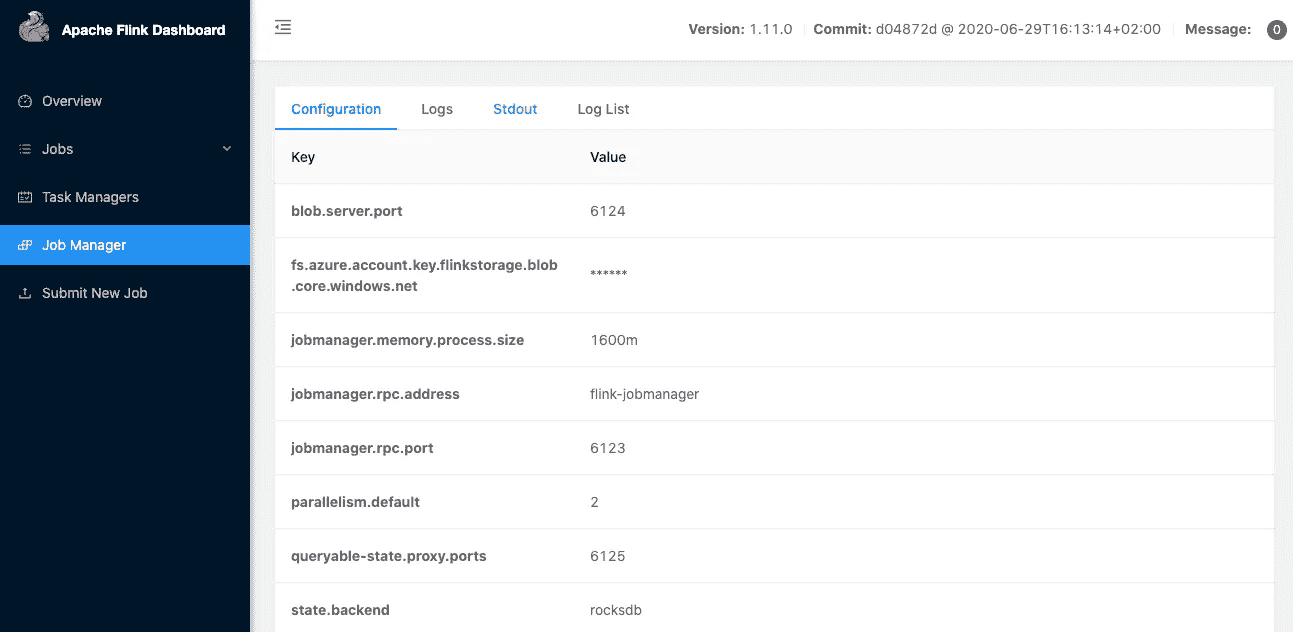 Apache Flink Dashboard
Version: 1.11.0 Commit: d04872d @ 2020-06-29T16:13:14+02:00 Message: 0
Overview
Jobs
Task Managers
Job Manager
Submit New Job
Configuration Logs Stdout Log List
Key Value
blob.server.port 6124
fs.azure.account.key.flinkstorage.blob
.core.windows.net ******
jobmanager.memory.process.size 1600m
jobmanager.rpc.address flink-jobmanager
jobmanager.rpc.port 6123
parallelism.default 2
queryable-state.proxy.ports 6125
state.backend rocksdb